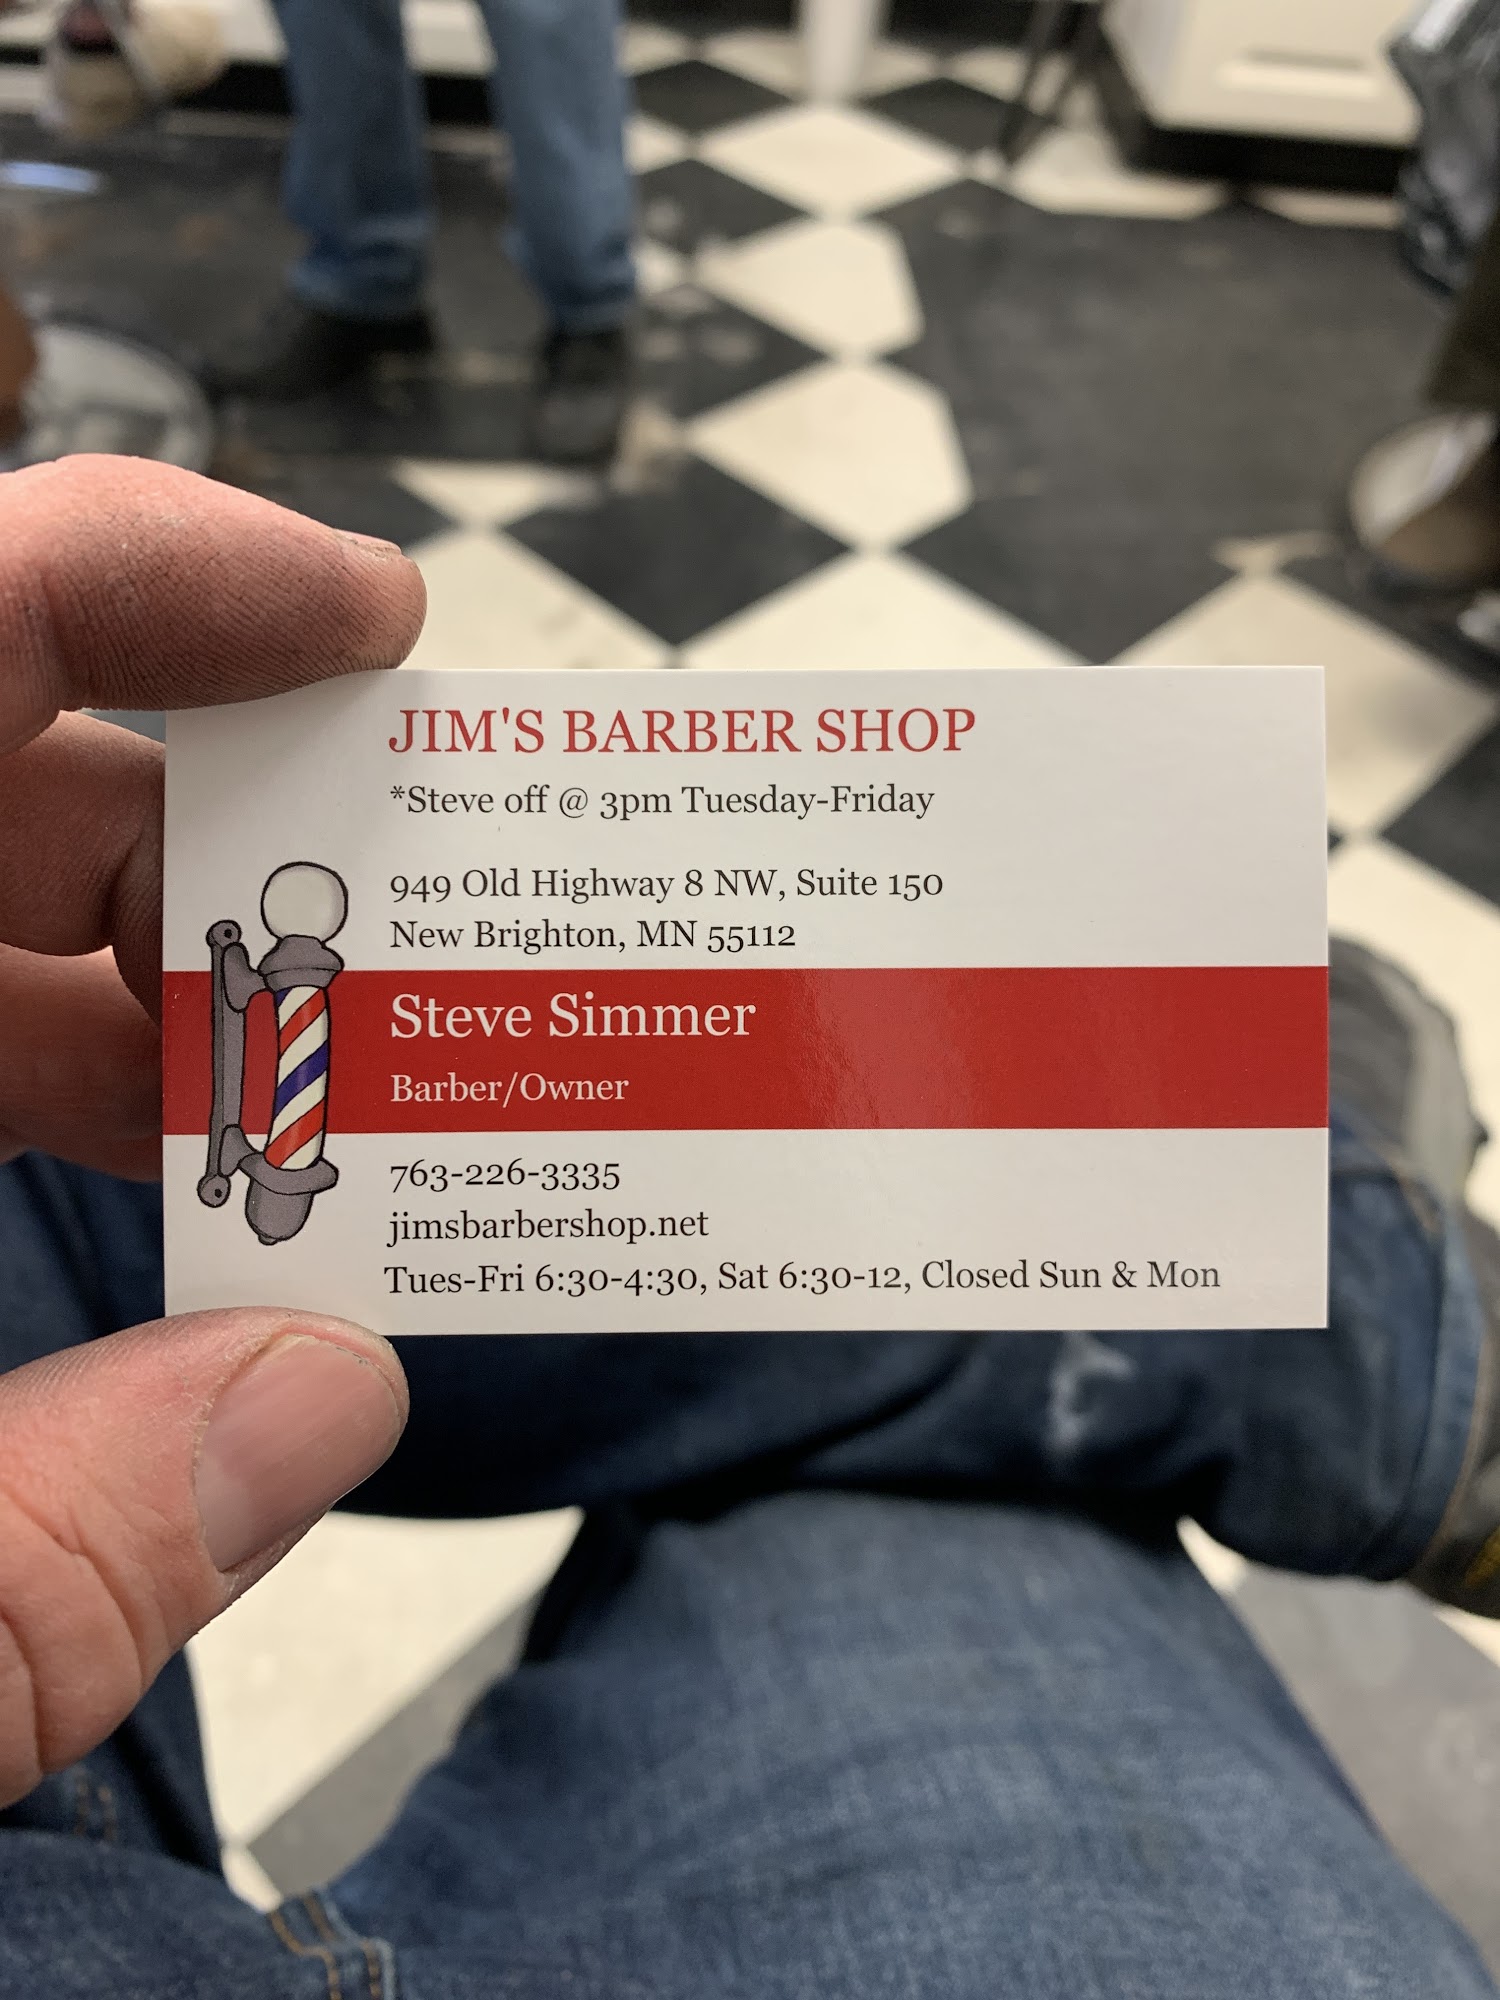 JIM'S BARBER SHOP
*Steve off @ 3pm Tuesday-Friday
949 Old Highway 8 NW, Suite 150
New Brighton, MN 55112
Steve Simmer
Barber/Owner
763-226-3335
jimsbarbershop.net
Tues-Fri 6:30-4:30, Sat 6:30-12, Closed Sun & Mon